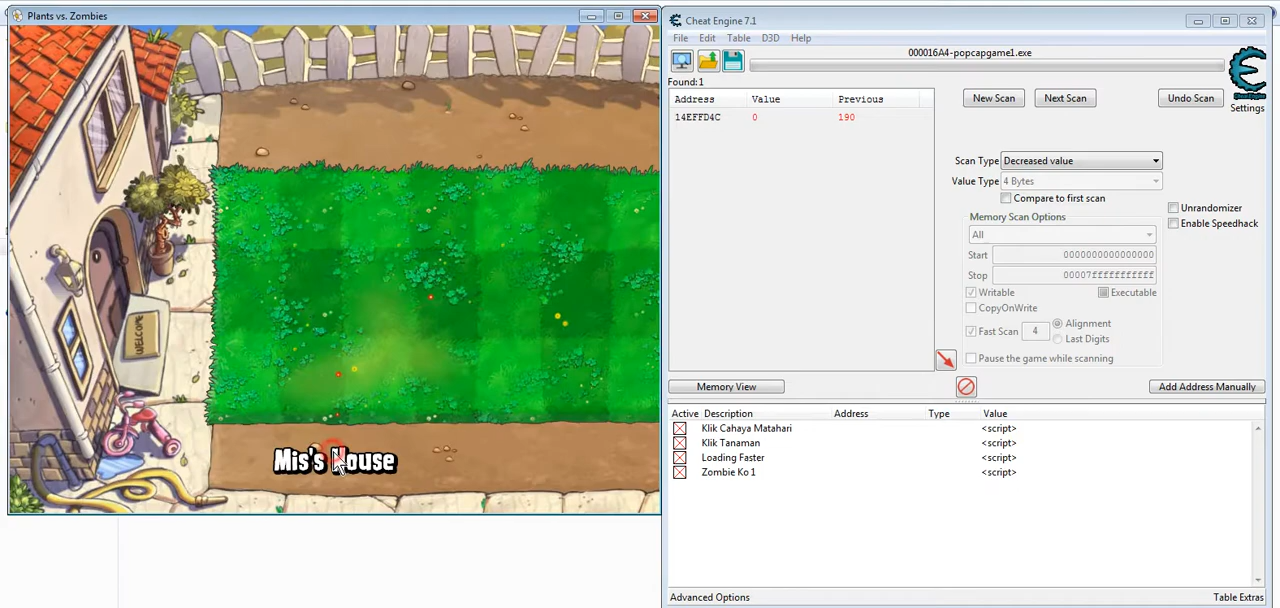 Plants vs. Zombies
WELCOME
Mis's House
Cheat Engine 7.1
File Edit Table D3D Help
000016A4-popcapgame1.exe
Found:1
Address Value Previous
14EFFD4C 0 190
New Scan Next Scan Undo Scan
Settings
Scan Type Decreased value
Value Type 4 Bytes
Compare to first scan
Memory Scan Options
All
Start 0000000000000000
Stop 00007fffffffffff
Writable Executable
CopyOnWrite
Fast Scan 4 Alignment
Last Digits
Pause the game while scanning
Unrandomizer
Enable Speedhack
Memory View Add Address Manually
Active Description Address Type Value
Klik Cahaya Matahari <script>
Klik Tanaman <script>
Loading Faster <script>
Zombie Ko 1 <script>
Advanced Options Table Extras